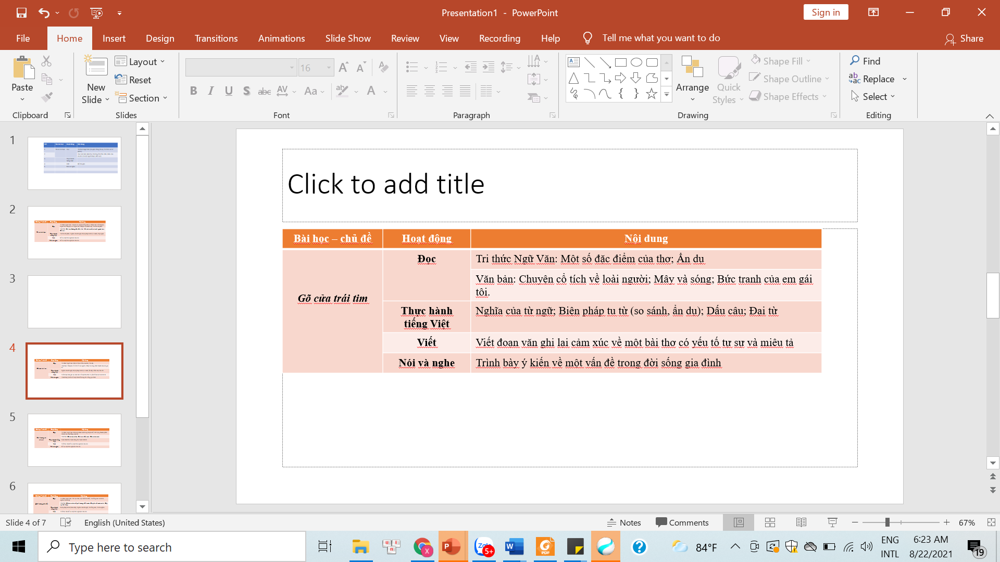 Presentation1 - PowerPoint
Sign in
File
Home
Insert
Design
Transitions
Animations
Slide Show
Review
View
Recording
Help
Tell me what you want to do
Share
Paste
New
Slide
Layout
Reset
Section
16
Arrange
Quick
Styles
Shape Fill
Shape Outline
Shape Effects
Find
Replace
Select
Clipboard
Slides
Font
Paragraph
Drawing
Editing
1
2
3
4
5
6
Click to add title
Bài học – chủ đề
Hoạt động
Nội dung
Gõ cửa trái tim
Đọc
Tri thức Ngữ Văn: Một số đặc điểm của thơ; Ẩn dụ
Văn bản: Chuyện cổ tích về loài người; Mây và sóng; Bức tranh của em gái
tôi.
Thực hành
tiếng Việt
Nghĩa của từ ngữ; Biện pháp tu từ (so sánh, ẩn dụ); Dấu câu; Đại từ
Viết
Viết đoạn văn ghi lại cảm xúc về một bài thơ có yếu tố tự sự và miêu tả
Nói và nghe
Trình bày ý kiến về một vấn đề trong đời sống gia đình
Slide 4 of 7
English (United States)
Notes
Comments
67%
Type here to search
84°F
ENG
INTL
6:23 AM
8/22/2021
19